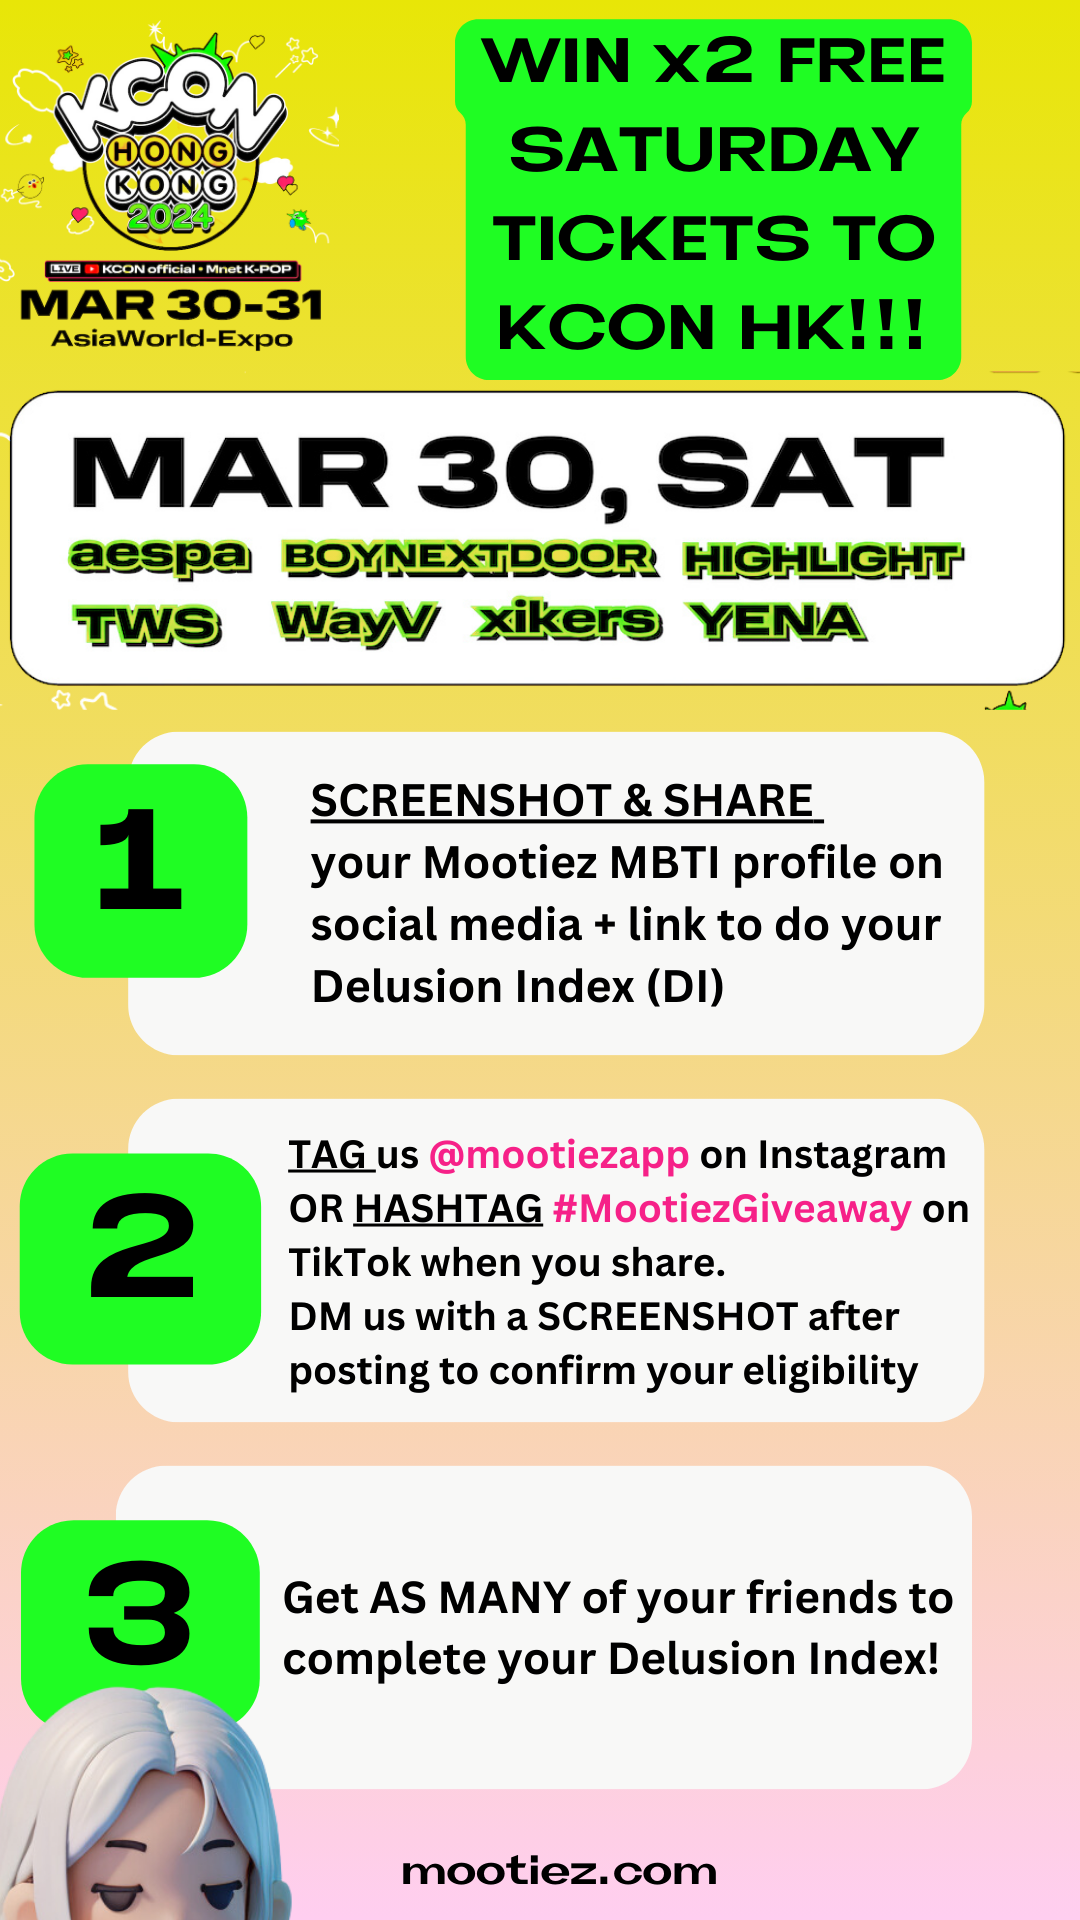 KCON
HONG
KONG
2024
LIVE KCON official • Mnet K-POP
MAR 30-31
AsiaWorld-Expo
WIN x2 FREE
SATURDAY
TICKETS TO
KCON HK!!!
MAR 30, SAT
aespa BOYNEXTDOOR HIGHLIGHT
TWS WayV xikers YENA
1
SCREENSHOT & SHARE
your Mootiez MBTI profile on
social media + link to do your
Delusion Index (DI)
2
TAG us @mootiezapp on Instagram
OR HASHTAG #MootiezGiveaway on
TikTok when you share.
DM us with a SCREENSHOT after
posting to confirm your eligibility
3
Get AS MANY of your friends to
complete your Delusion Index!
mootiez.com